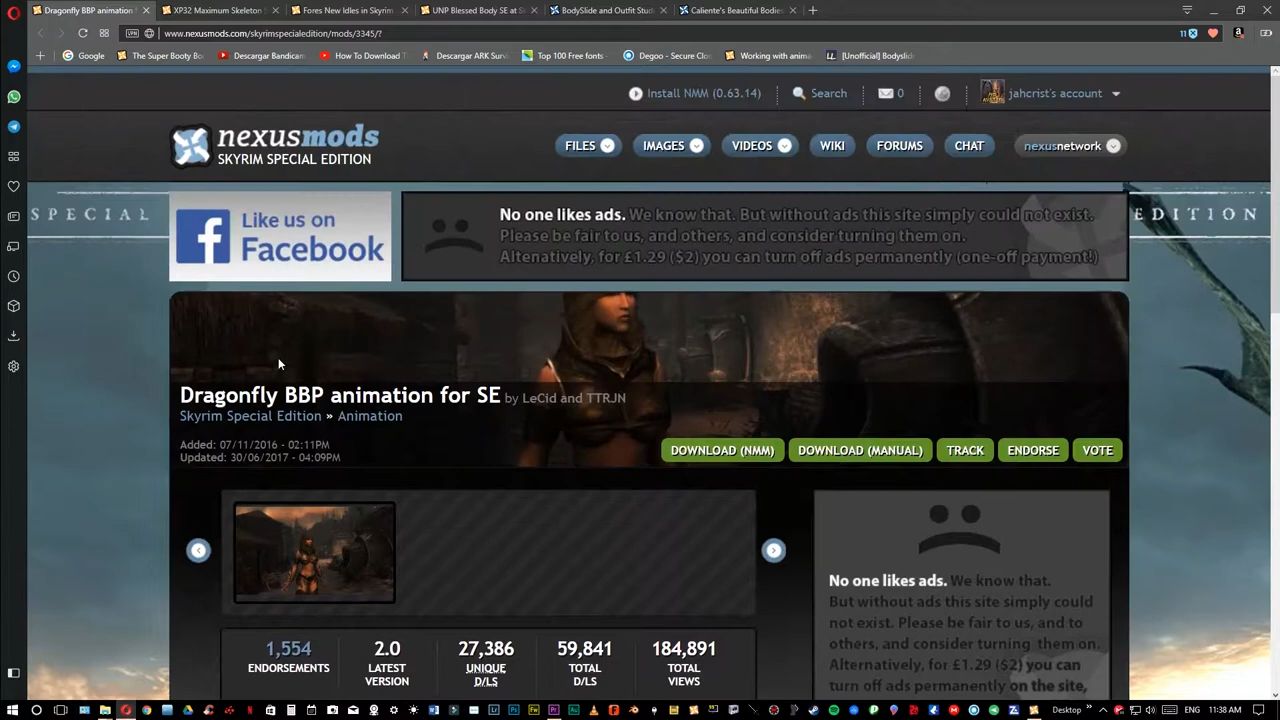 Dragonfly BBP animation
XP32 Maximum Skeleton
Fores New Idles in Skyrim
UNP Blessed Body SE at S
BodySlide and Outfit Stud
Caliente's Beautiful Bodies
VPN
www.nexusmods.com/skyrimspecialedition/mods/3345/?
11
Google
The Super Booty Bo
Descargar Bandicam
How To Download T
Descargar ARK Surv
Top 100 Free fonts
Degoo - Secure Clo
Working with anima
[Unofficial] Bodyslid
Install NMM (0.63.14)
Search
0
jahcrist's account
nexusmods
SKYRIM SPECIAL EDITION
FILES
IMAGES
VIDEOS
WIKI
FORUMS
CHAT
nexusnetwork
SPECIAL
EDITION
Like us on
Facebook
No one likes ads. We know that. But without ads this site simply could not exist.
Please be fair to us, and others, and consider turning them on.
Altenatively, for £1.29 ($2) you can turn off ads permanently (one-off payment!)
Dragonfly BBP animation for SE by LeCid and TTRJN
Skyrim Special Edition » Animation
Added: 07/11/2016 - 02:11PM
Updated: 30/06/2017 - 04:09PM
DOWNLOAD (NMM)
DOWNLOAD (MANUAL)
TRACK
ENDORSE
VOTE
No one likes ads. We know that.
But without ads this site simply could
not exist. Please be fair to us, and to
others, and consider turning them on.
Alternatively, for £1.29 ($2) you can
turn off ads permanently on the site,
1,554
ENDORSEMENTS
2.0
LATEST
VERSION
27,386
UNIQUE
D/LS
59,841
TOTAL
D/LS
184,891
TOTAL
VIEWS
Desktop
ENG
11:38 AM